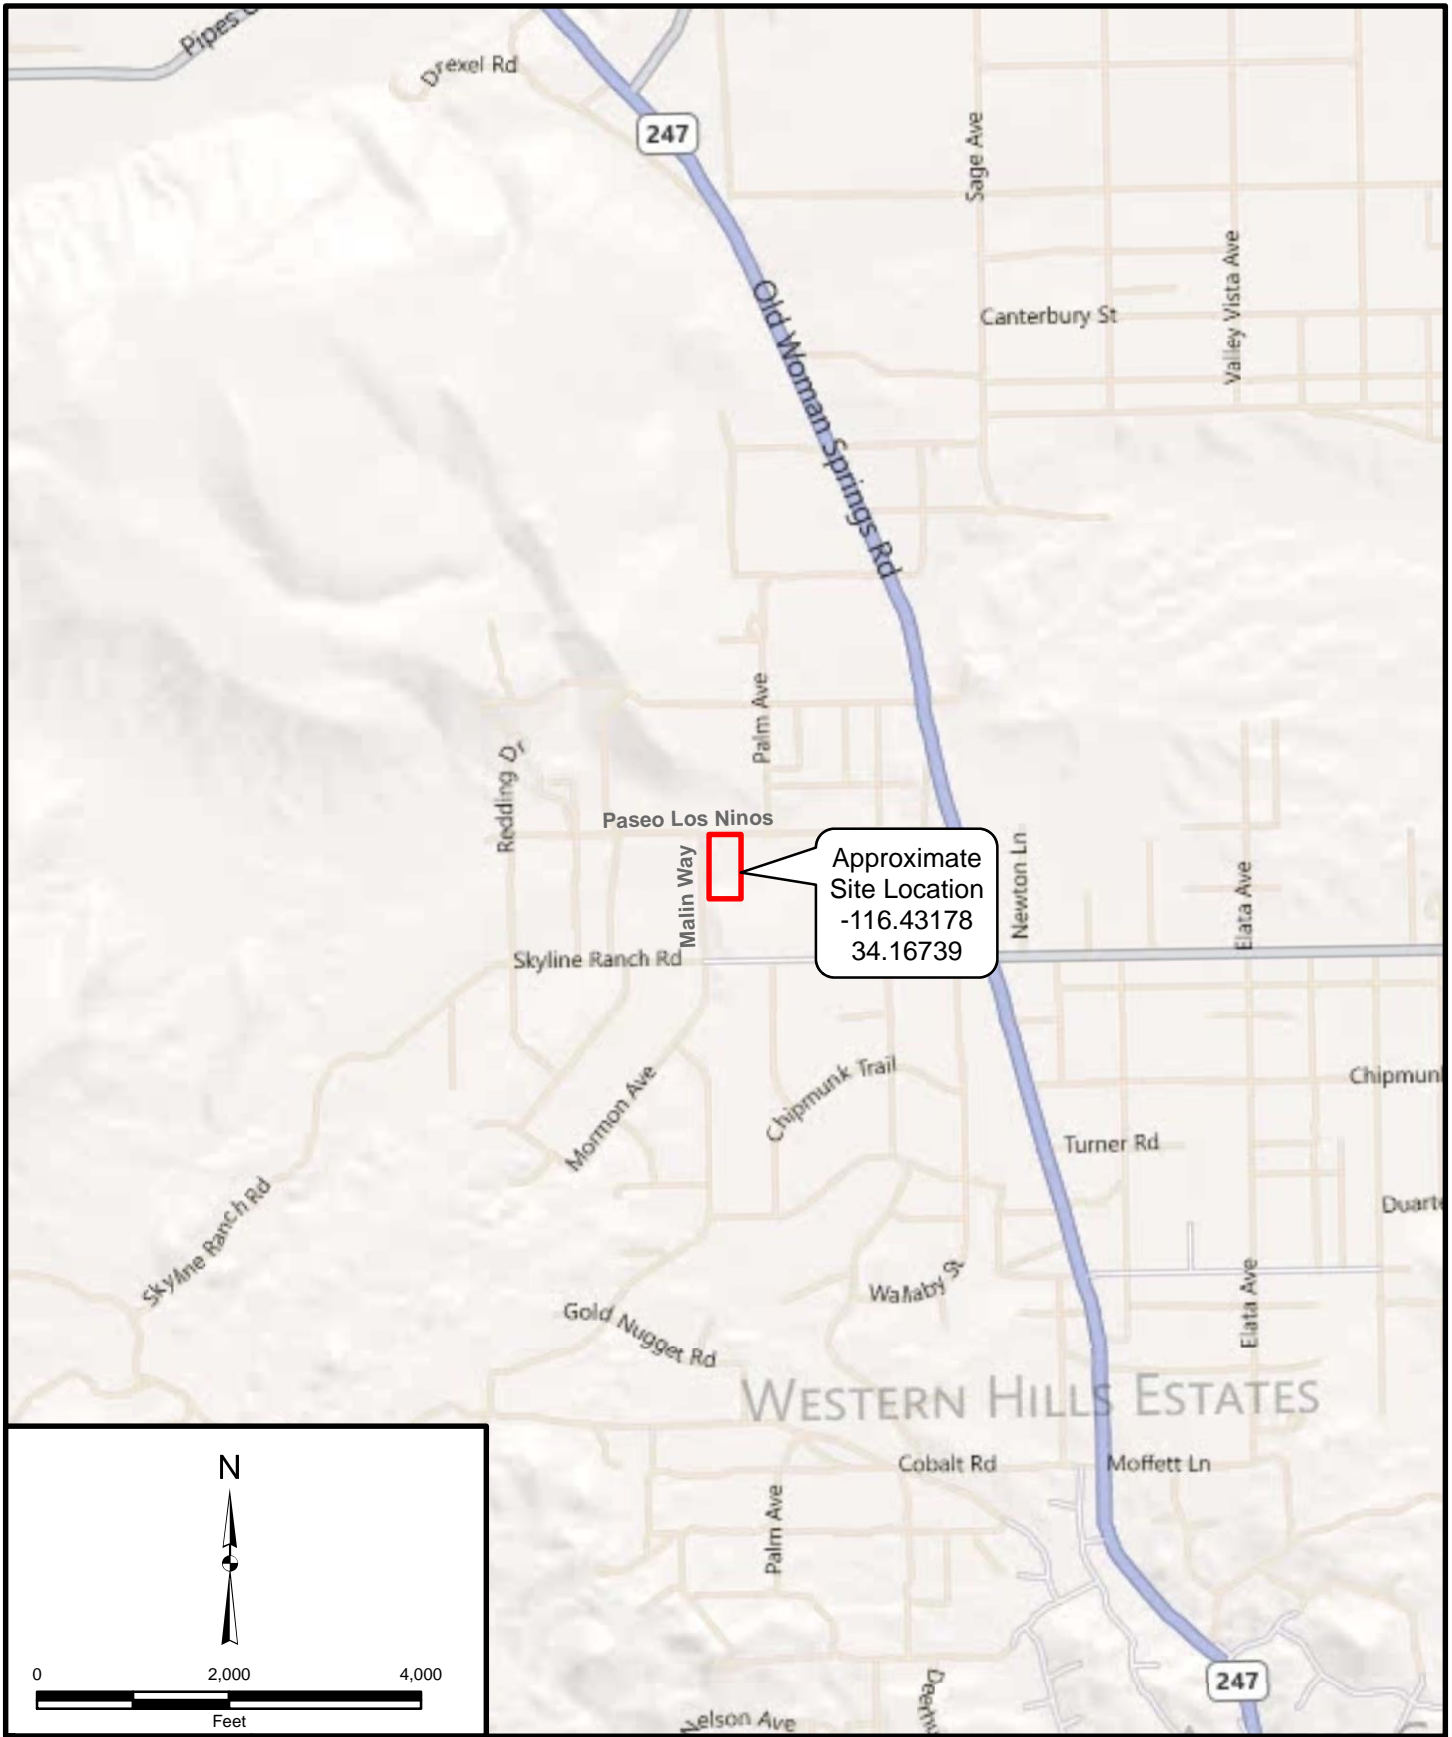 Drexel Rd
247
Sage Ave
Valley Vista Ave
Canterbury St
Old Woman Springs Rd
Palm Ave
Redding Dr
Paseo Los Ninos
Malin Way
Approximate
Site Location
-116.43178
34.16739
Newton Ln
Elata Ave
Skyline Ranch Rd
Mormon Ave
Chipmunk Trail
Turner Rd
Skyline Ranch Rd
Wallaby St
Elata Ave
Gold Nugget Rd
WESTERN HILLS ESTATES
Cobalt Rd
Moffett Ln
Palm Ave
247
Nelson Ave
N
0 2,000 4,000
Feet
Pipes
Chipmun
Duarte